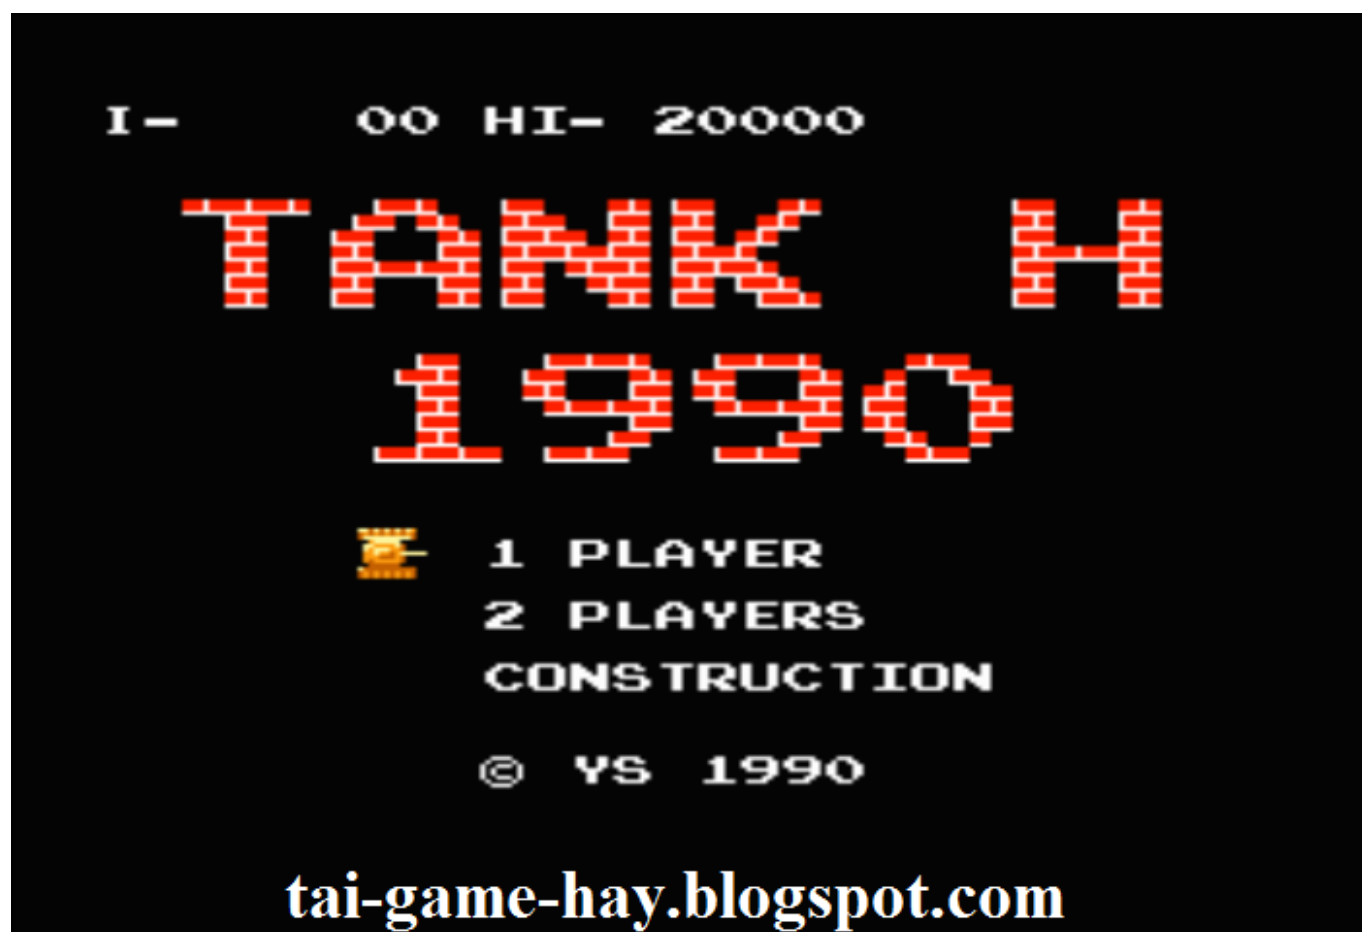 I- 00 HI- 20000
TANK H
1990
1 PLAYER
2 PLAYERS
CONSTRUCTION
© YS 1990
tai-game-hay.blogspot.com